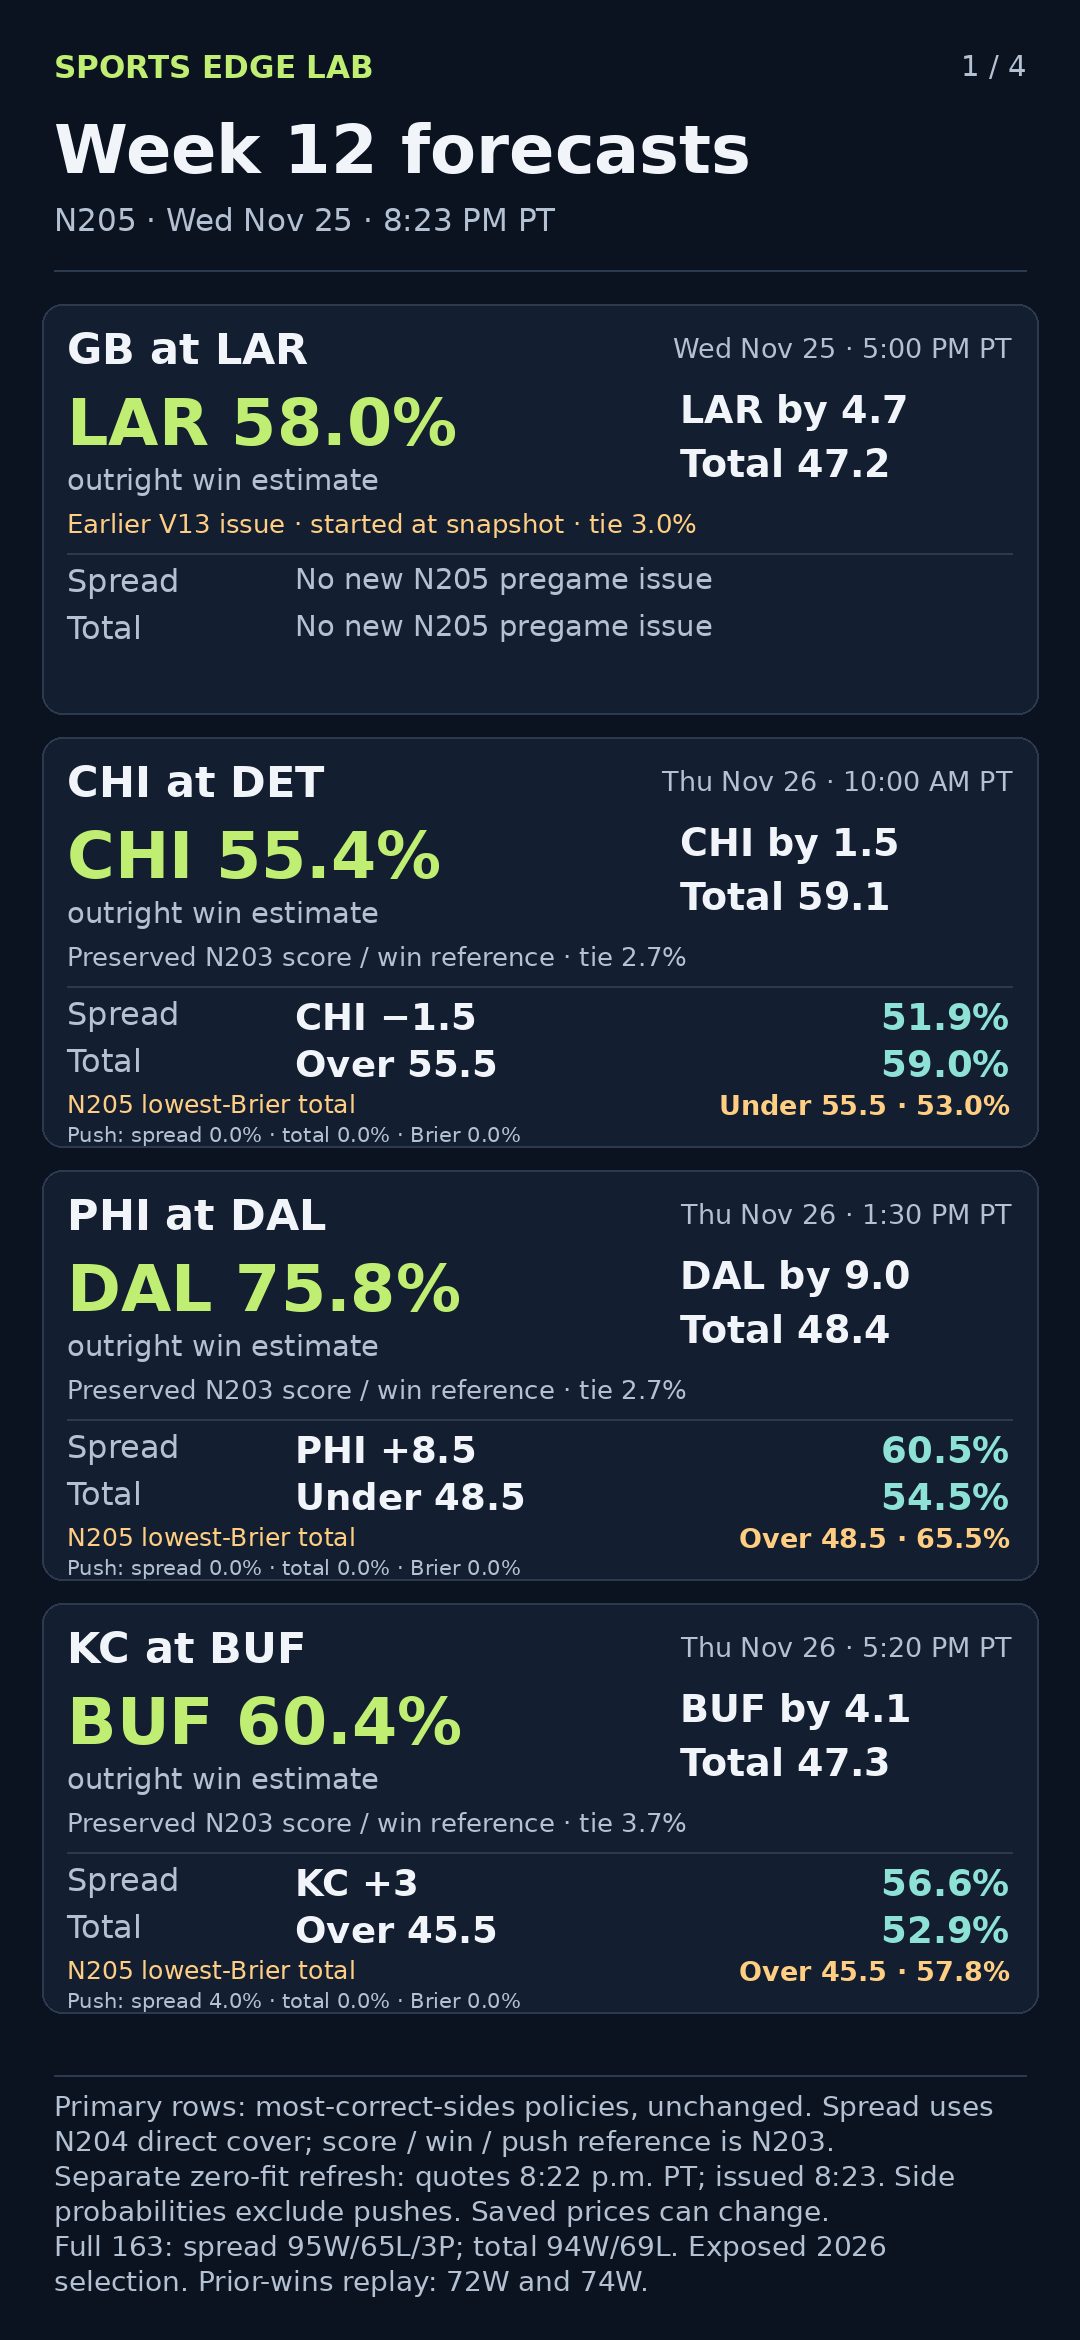 SPORTS EDGE LAB
1 / 4
Week 12 forecasts
N205 · Wed Nov 25 · 8:23 PM PT
GB at LAR
Wed Nov 25 · 5:00 PM PT
LAR 58.0%
LAR by 4.7
Total 47.2
outright win estimate
Earlier V13 issue · started at snapshot · tie 3.0%
Spread No new N205 pregame issue
Total No new N205 pregame issue
CHI at DET
Thu Nov 26 · 10:00 AM PT
CHI 55.4%
CHI by 1.5
Total 59.1
outright win estimate
Preserved N203 score / win reference · tie 2.7%
Spread CHI −1.5 51.9%
Total Over 55.5 59.0%
N205 lowest-Brier total Under 55.5 · 53.0%
Push: spread 0.0% · total 0.0% · Brier 0.0%
PHI at DAL
Thu Nov 26 · 1:30 PM PT
DAL 75.8%
DAL by 9.0
Total 48.4
outright win estimate
Preserved N203 score / win reference · tie 2.7%
Spread PHI +8.5 60.5%
Total Under 48.5 54.5%
N205 lowest-Brier total Over 48.5 · 65.5%
Push: spread 0.0% · total 0.0% · Brier 0.0%
KC at BUF
Thu Nov 26 · 5:20 PM PT
BUF 60.4%
BUF by 4.1
Total 47.3
outright win estimate
Preserved N203 score / win reference · tie 3.7%
Spread KC +3 56.6%
Total Over 45.5 52.9%
N205 lowest-Brier total Over 45.5 · 57.8%
Push: spread 4.0% · total 0.0% · Brier 0.0%
Primary rows: most-correct-sides policies, unchanged. Spread uses
N204 direct cover; score / win / push reference is N203.
Separate zero-fit refresh: quotes 8:22 p.m. PT; issued 8:23. Side
probabilities exclude pushes. Saved prices can change.
Full 163: spread 95W/65L/3P; total 94W/69L. Exposed 2026
selection. Prior-wins replay: 72W and 74W.